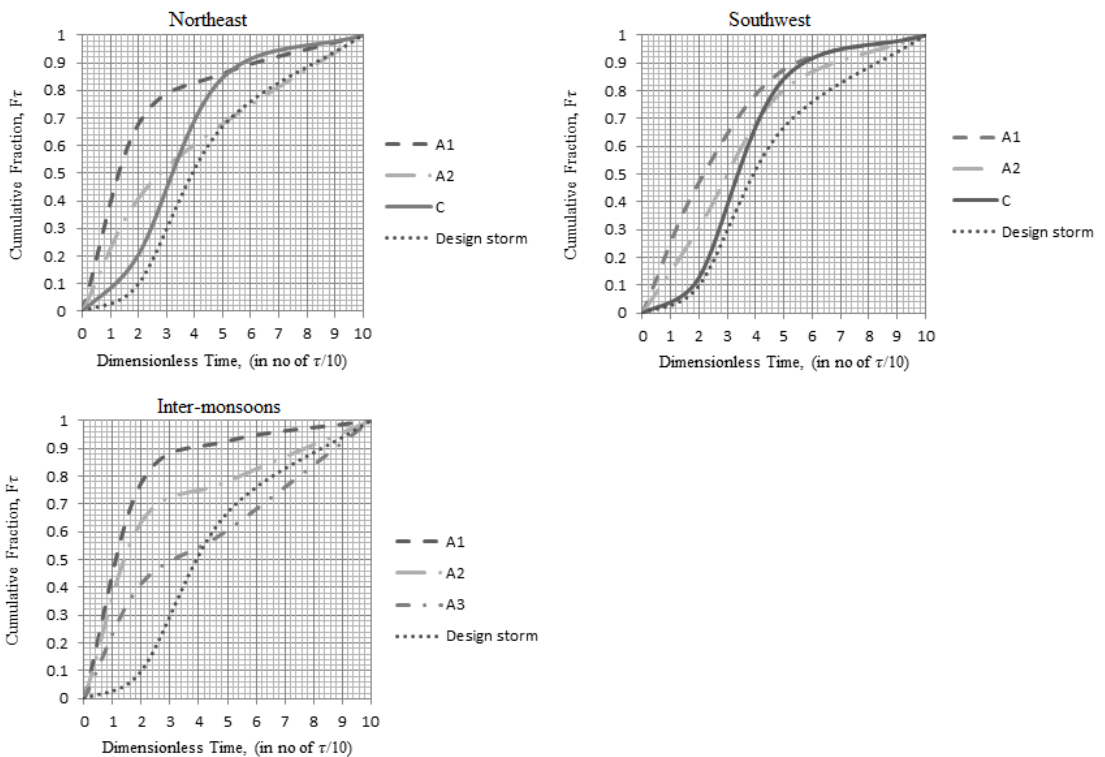 Northeast
1
0.9
0.8
0.7
0.6
0.5
0.4
0.3
0.2
0.1
0
Cumulative Fraction, Fτ
0 1 2 3 4 5 6 7 8 9 10
Dimensionless Time, (in no of τ/10)
A1
A2
C
Design storm
Southwest
1
0.9
0.8
0.7
0.6
0.5
0.4
0.3
0.2
0.1
0
Cumulative Fraction, Fτ
0 1 2 3 4 5 6 7 8 9 10
Dimensionless Time, (in no of τ/10)
A1
A2
C
Design storm
Inter-monsoons
1
0.9
0.8
0.7
0.6
0.5
0.4
0.3
0.2
0.1
0
Cumulative Fraction, Fτ
0 1 2 3 4 5 6 7 8 9 10
Dimensionless Time, (in no of τ/10)
A1
A2
A3
Design storm